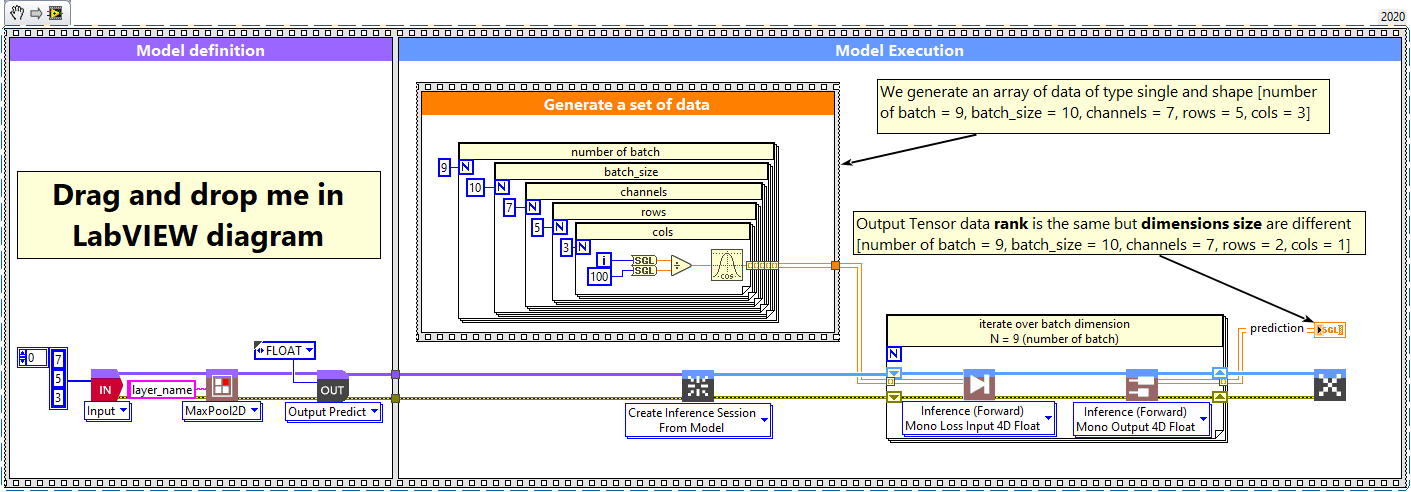 2020
Model definition
Model Execution
Generate a set of data
We generate an array of data of type single and shape [number
of batch = 9, batch_size = 10, channels = 7, rows = 5, cols = 3]
number of batch
9
N
batch_size
10
N
channels
7
N
rows
5
N
cols
3
N
i
SGL
100
SGL
÷
COS
Drag and drop me in
LabVIEW diagram
Output Tensor data rank is the same but dimensions size are different
[number of batch = 9, batch_size = 10, channels = 7, rows = 2, cols = 1]
iterate over batch dimension
N = 9 (number of batch)
N
prediction
SGL
0
7
5
3
FLOAT
IN
layer_name
OUT
Input
MaxPool2D
Output Predict
Create Inference Session
From Model
Inference (Forward)
Mono Loss Input 4D Float
Inference (Forward)
Mono Output 4D Float